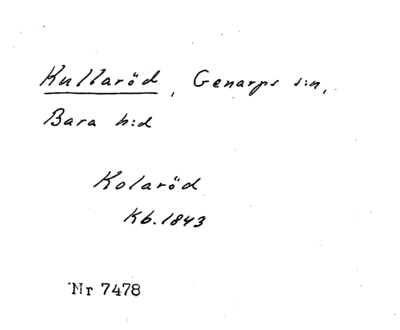 Kullaröd, Genarps s:n,
Bara h:d
Kolaröd
Kb. 1843
Nr 7478